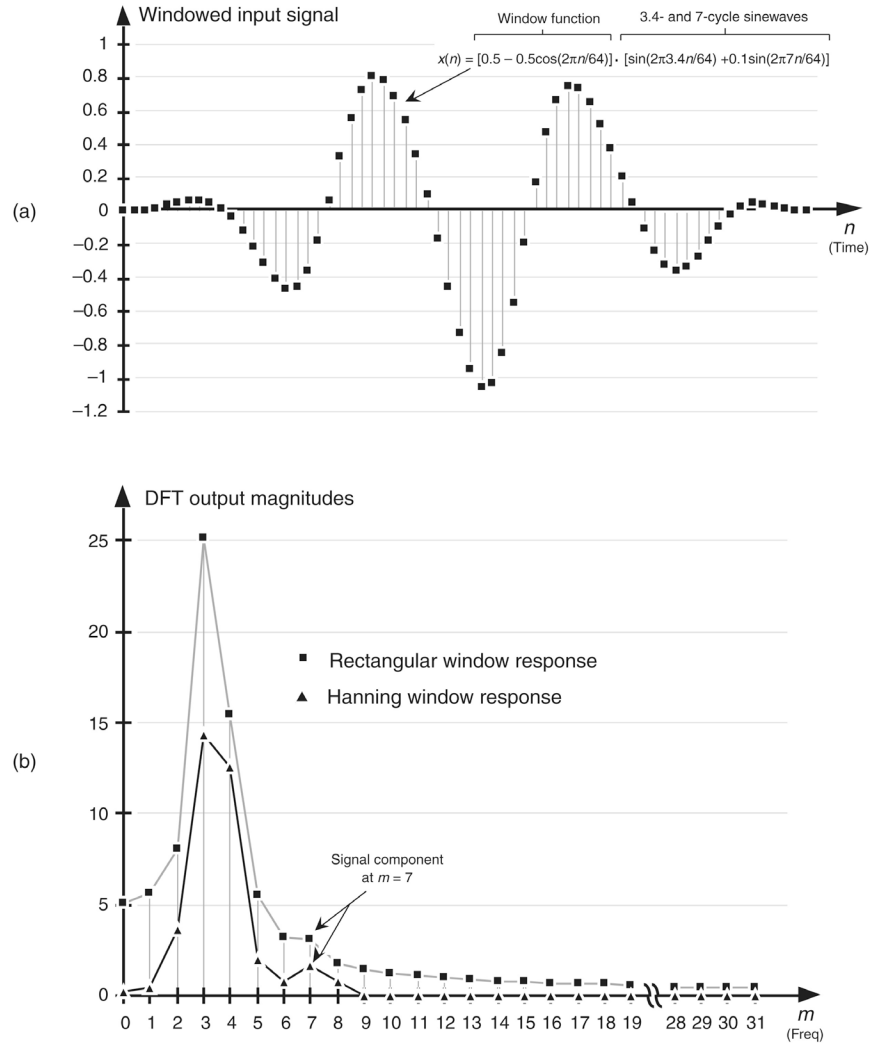 Windowed input signal
Window function
3.4- and 7-cycle sinewaves
x(n) = [0.5 – 0.5cos(2πn/64)] · [sin(2π3.4n/64) +0.1sin(2π7n/64)]
1
0.8
0.6
0.4
0.2
0
–0.2
–0.4
–0.6
–0.8
–1
–1.2
(a)
n
(Time)
DFT output magnitudes
25
20
15
10
5
0
Rectangular window response
Hanning window response
(b)
Signal component
at m = 7
0 1 2 3 4 5 6 7 8 9 10 11 12 13 14 15 16 17 18 19 28 29 30 31
m
(Freq)